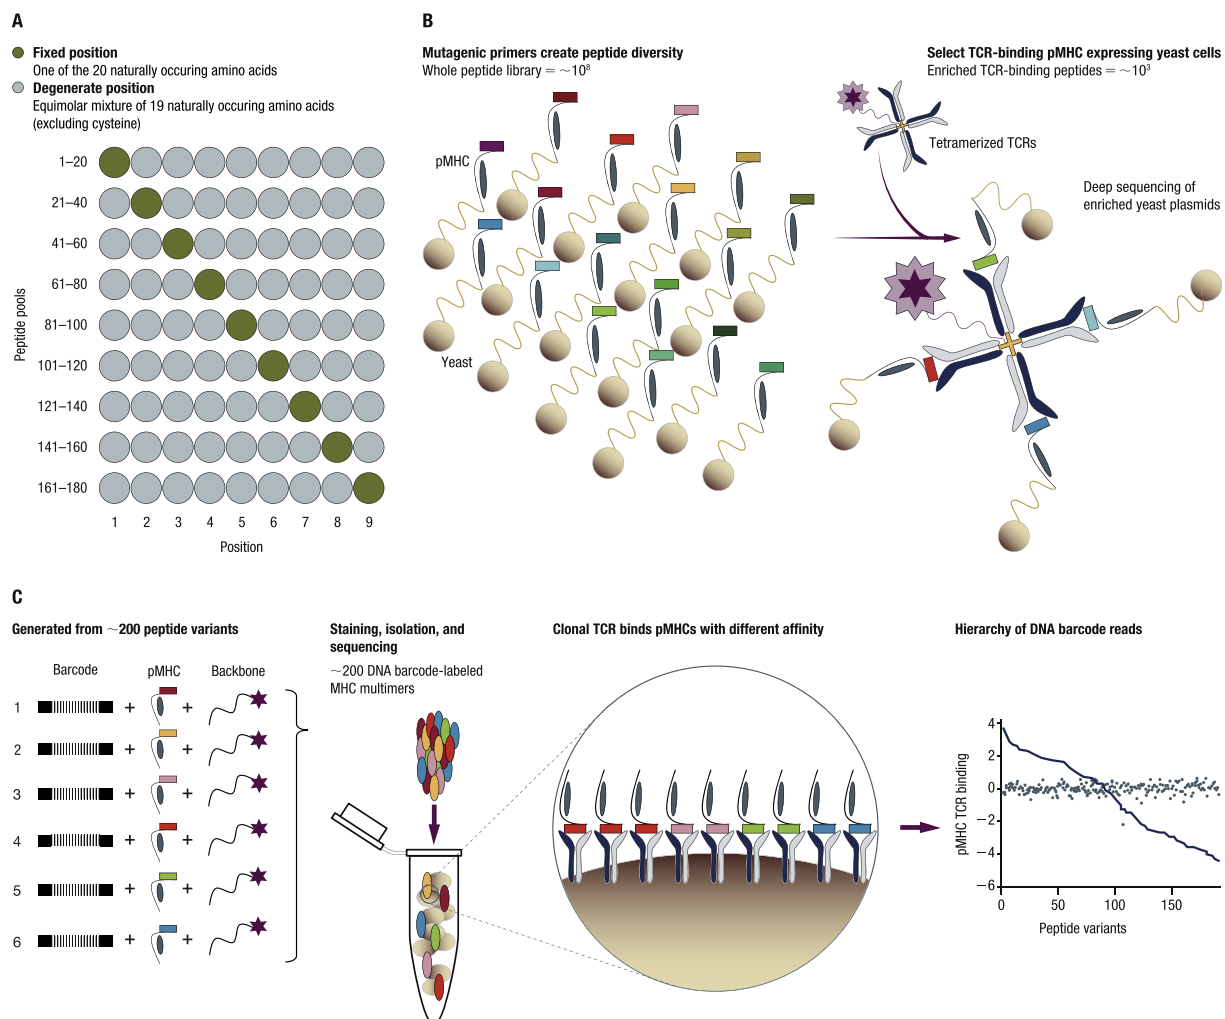 A
Fixed position
One of the 20 naturally occuring amino acids
Degenerate position
Equimolar mixture of 19 naturally occuring amino acids
(excluding cysteine)
Peptide pools
1–20
21–40
41–60
61–80
81–100
101–120
121–140
141–160
161–180
1 2 3 4 5 6 7 8 9
Position
B
Mutagenic primers create peptide diversity
Whole peptide library = ~10⁸
pMHC
Yeast
Select TCR-binding pMHC expressing yeast cells
Enriched TCR-binding peptides = ~10³
Tetramerized TCRs
Deep sequencing of
enriched yeast plasmids
C
Generated from ~200 peptide variants
Barcode pMHC Backbone
1 + +
2 + +
3 + +
4 + +
5 + +
6 + +
Staining, isolation, and
sequencing
~200 DNA barcode-labeled
MHC multimers
Clonal TCR binds pMHCs with different affinity
Hierarchy of DNA barcode reads
pMHC TCR binding
4
2
0
−2
−4
−6
0 50 100 150
Peptide variants